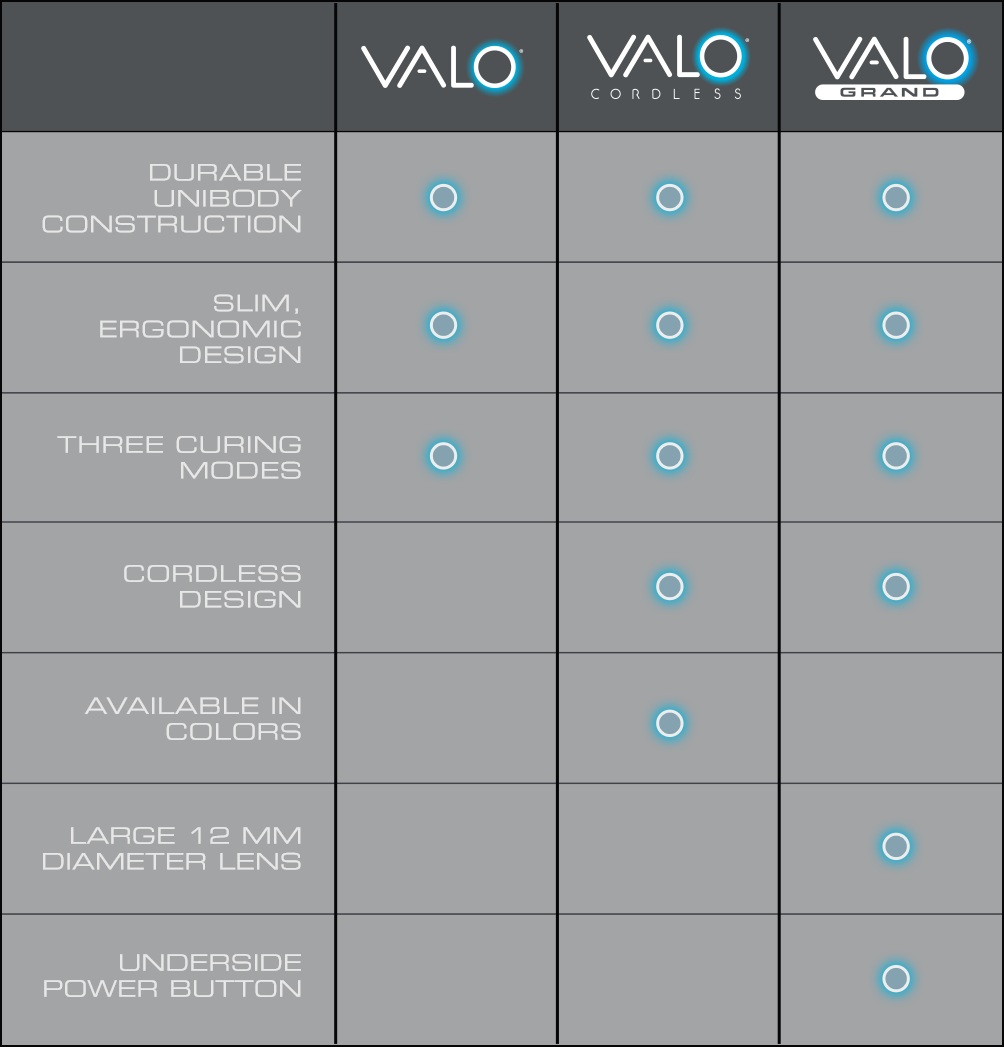 VALO
VALO
CORDLESS
VALO
GRAND
DURABLE
UNIBODY
CONSTRUCTION
SLIM,
ERGONOMIC
DESIGN
THREE CURING
MODES
CORDLESS
DESIGN
AVAILABLE IN
COLORS
LARGE 12 MM
DIAMETER LENS
UNDERSIDE
POWER BUTTON